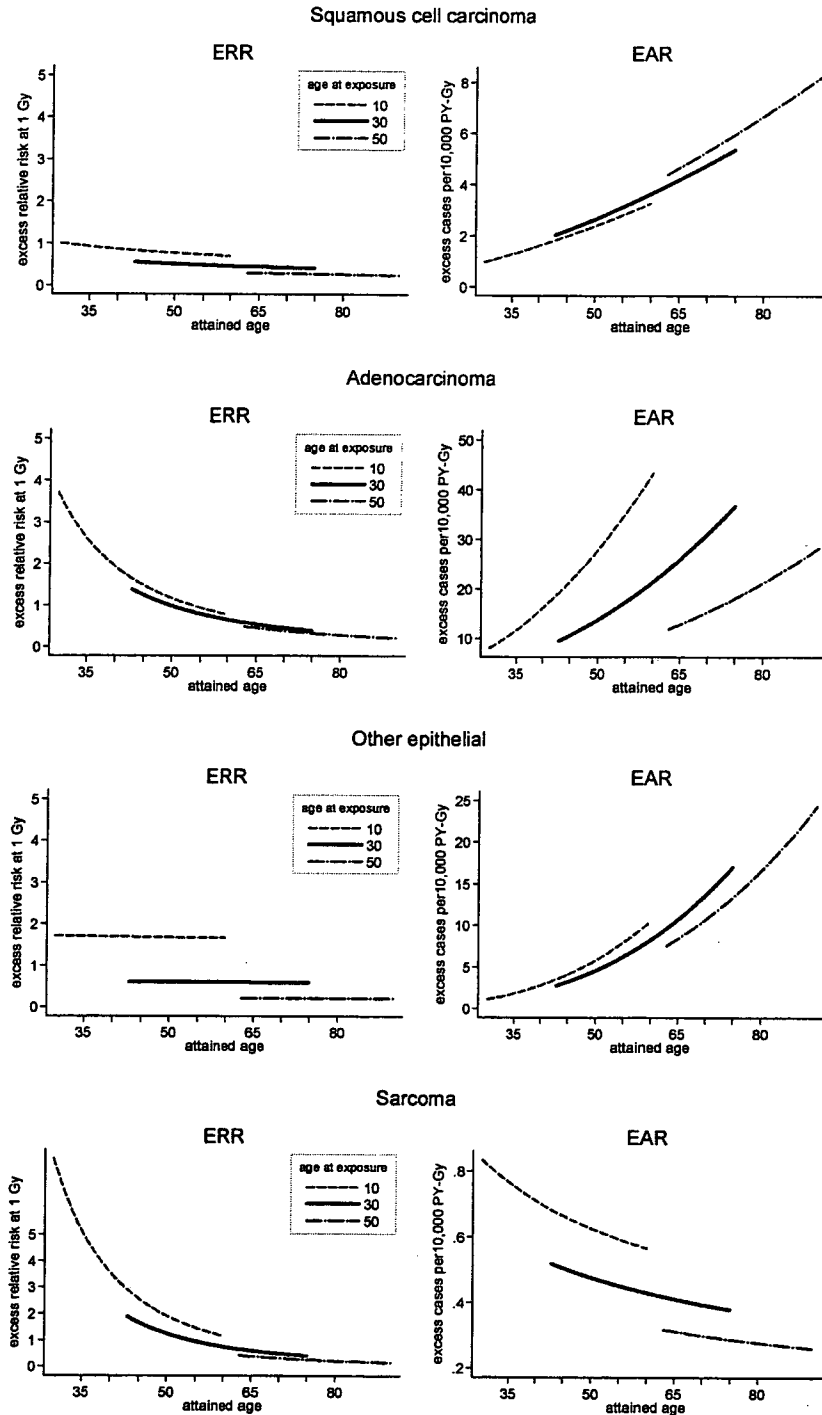 Squamous cell carcinoma
ERR
excess relative risk at 1 Gy
5
4
3
2
1
0
age at exposure
10
30
50
35 50 65 80
attained age
EAR
excess cases per10,000 PY-Gy
8
6
4
2
0
35 50 65 80
attained age
Adenocarcinoma
ERR
excess relative risk at 1 Gy
5
4
3
2
1
0
age at exposure
10
30
50
35 50 65 80
attained age
EAR
excess cases per10,000 PY-Gy
50
40
30
20
10
35 50 65 80
attained age
Other epithelial
ERR
excess relative risk at 1 Gy
5
4
3
2
1
0
age at exposure
10
30
50
35 50 65 80
attained age
EAR
excess cases per10,000 PY-Gy
25
20
15
10
5
0
35 50 65 80
attained age
Sarcoma
ERR
excess relative risk at 1 Gy
5
4
3
2
1
0
age at exposure
10
30
50
35 50 65 80
attained age
EAR
excess cases per10,000 PY-Gy
.8
.6
.4
.2
35 50 65 80
attained age